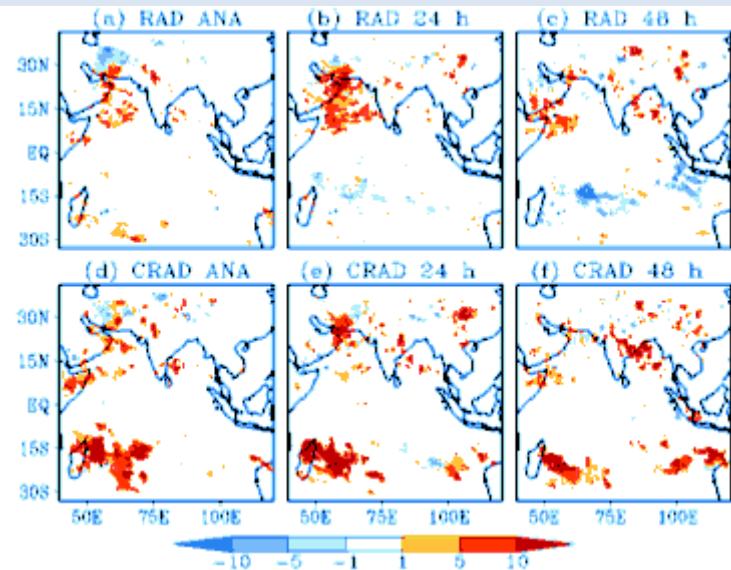 (a) RAD ANA (b) RAD 24 h (c) RAD 48 h
30N
15N
EQ
15S
30S
(d) CRAD ANA (e) CRAD 24 h (f) CRAD 48 h
30N
15N
EQ
15S
30S
50E 75E 100E 50E 75E 100E 50E 75E 100E
-10 -5 -1 1 5 10